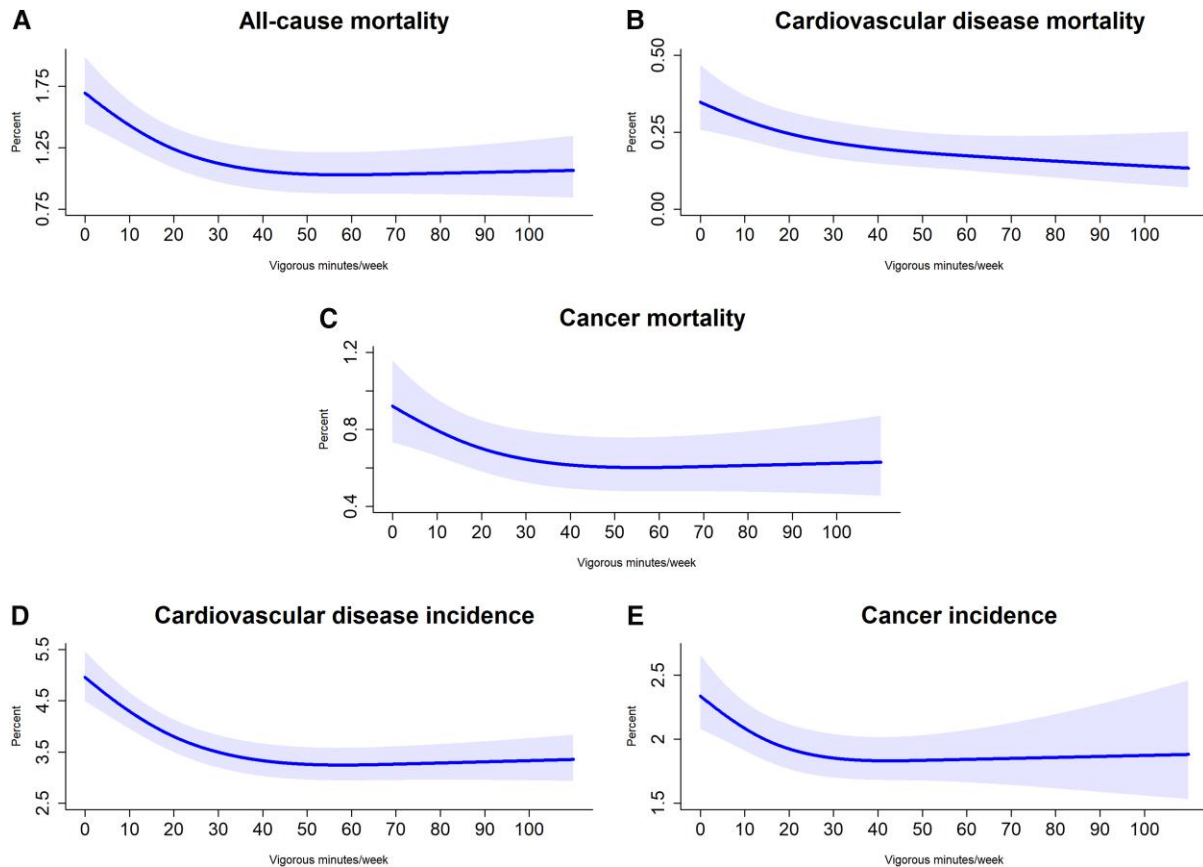 A All-cause mortality
Percent
1.75
1.25
0.75
0 10 20 30 40 50 60 70 80 90 100
Vigorous minutes/week
B Cardiovascular disease mortality
Percent
0.50
0.25
0.00
0 10 20 30 40 50 60 70 80 90 100
Vigorous minutes/week
C Cancer mortality
Percent
1.2
0.8
0.4
0 10 20 30 40 50 60 70 80 90 100
Vigorous minutes/week
D Cardiovascular disease incidence
Percent
5.5
4.5
3.5
2.5
0 10 20 30 40 50 60 70 80 90 100
Vigorous minutes/week
E Cancer incidence
Percent
2.5
2
1.5
0 10 20 30 40 50 60 70 80 90 100
Vigorous minutes/week